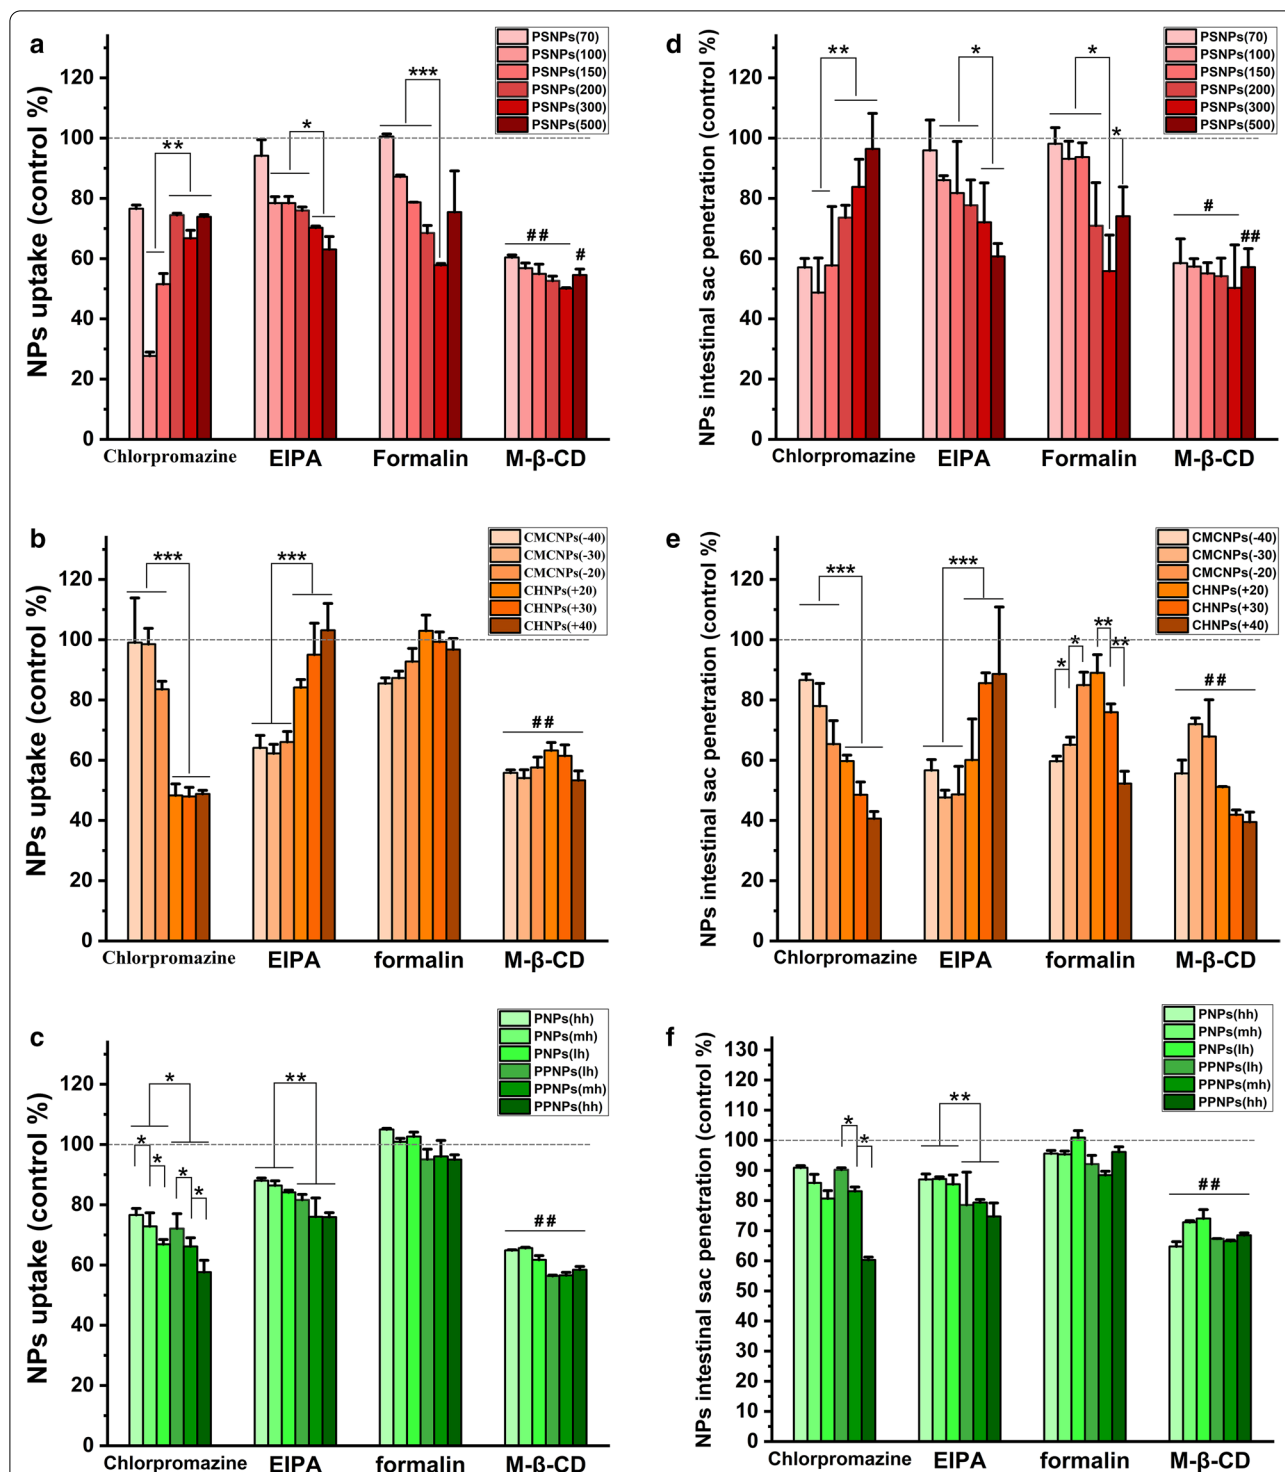 a
NPs uptake (control %)
120
100
80
60
40
20
0
** * *** ## #
PSNPs(70)
PSNPs(100)
PSNPs(150)
PSNPs(200)
PSNPs(300)
PSNPs(500)
Chlorpromazine EIPA Formalin M-β-CD
d
NPs intestinal sac penetration (control %)
120
100
80
60
40
20
0
** * * * # ##
PSNPs(70)
PSNPs(100)
PSNPs(150)
PSNPs(200)
PSNPs(300)
PSNPs(500)
Chlorpromazine EIPA Formalin M-β-CD
b
NPs uptake (control %)
120
100
80
60
40
20
0
*** *** ##
CMCNPs(-40)
CMCNPs(-30)
CMCNPs(-20)
CHNPs(+20)
CHNPs(+30)
CHNPs(+40)
Chlorpromazine EIPA formalin M-β-CD
e
NPs intestinal sac penetration (control %)
120
100
80
60
40
20
0
*** *** * * ** ** ##
CMCNPs(-40)
CMCNPs(-30)
CMCNPs(-20)
CHNPs(+20)
CHNPs(+30)
CHNPs(+40)
Chlorpromazine EIPA formalin M-β-CD
c
NPs uptake (control %)
120
100
80
60
40
20
0
* * * * * ** ##
PNPs(hh)
PNPs(mh)
PNPs(lh)
PPNPs(lh)
PPNPs(mh)
PPNPs(hh)
Chlorpromazine EIPA formalin M-β-CD
f
NPs intestinal sac penetration (control %)
130
120
110
100
90
80
70
60
50
40
30
20
10
0
* * ** ##
PNPs(hh)
PNPs(mh)
PNPs(lh)
PPNPs(lh)
PPNPs(mh)
PPNPs(hh)
Chlorpromazine EIPA formalin M-β-CD